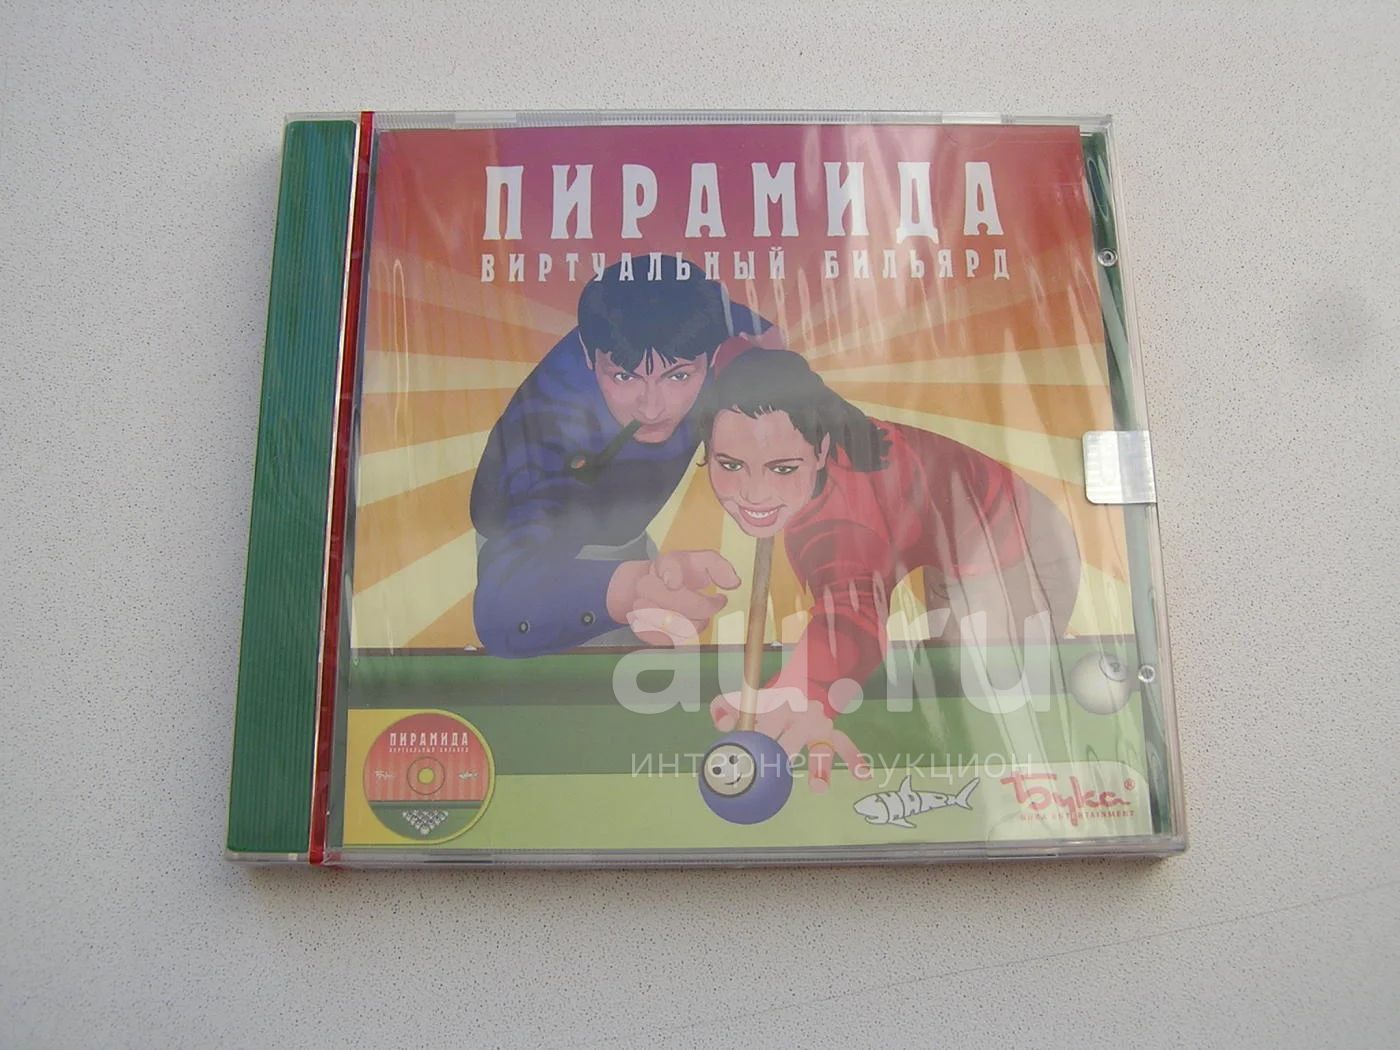 ПИРАМИДА
ВИРТУАЛЬНЫЙ БИЛЬЯРД
au.ru
интернет-аукцион
ПИРАМИДА
ВИРТУАЛЬНЫЙ БИЛЬЯРД
SHARK
Бука®
BUKA ENTERTAINMENT